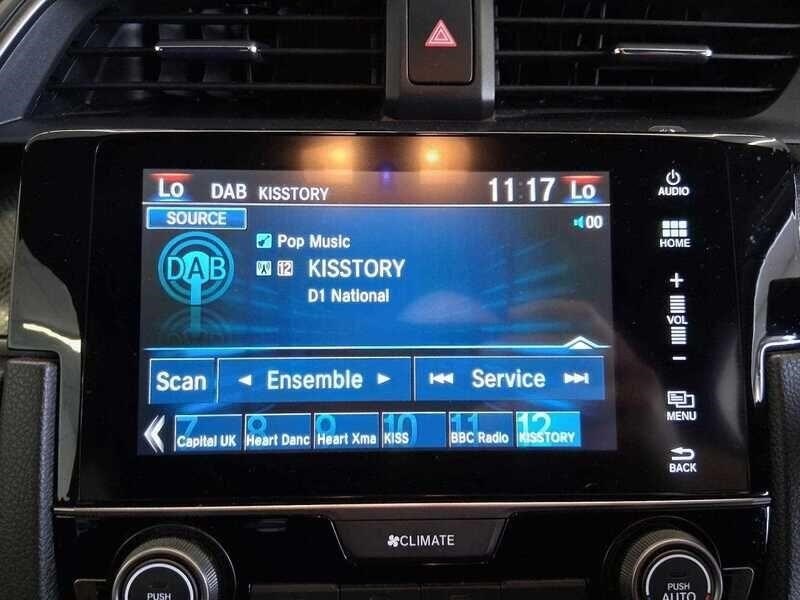 Lo DAB KISSTORY 11:17 Lo
AUDIO
SOURCE
00
Pop Music
DAB
12 KISSTORY
D1 National
HOME
+
VOL
−
Scan Ensemble Service
MENU
7 Capital UK
8 Heart Danc
9 Heart Xma
10 KISS
11 BBC Radio
12 KISSTORY
BACK
CLIMATE
PUSH
PUSH
AUTO